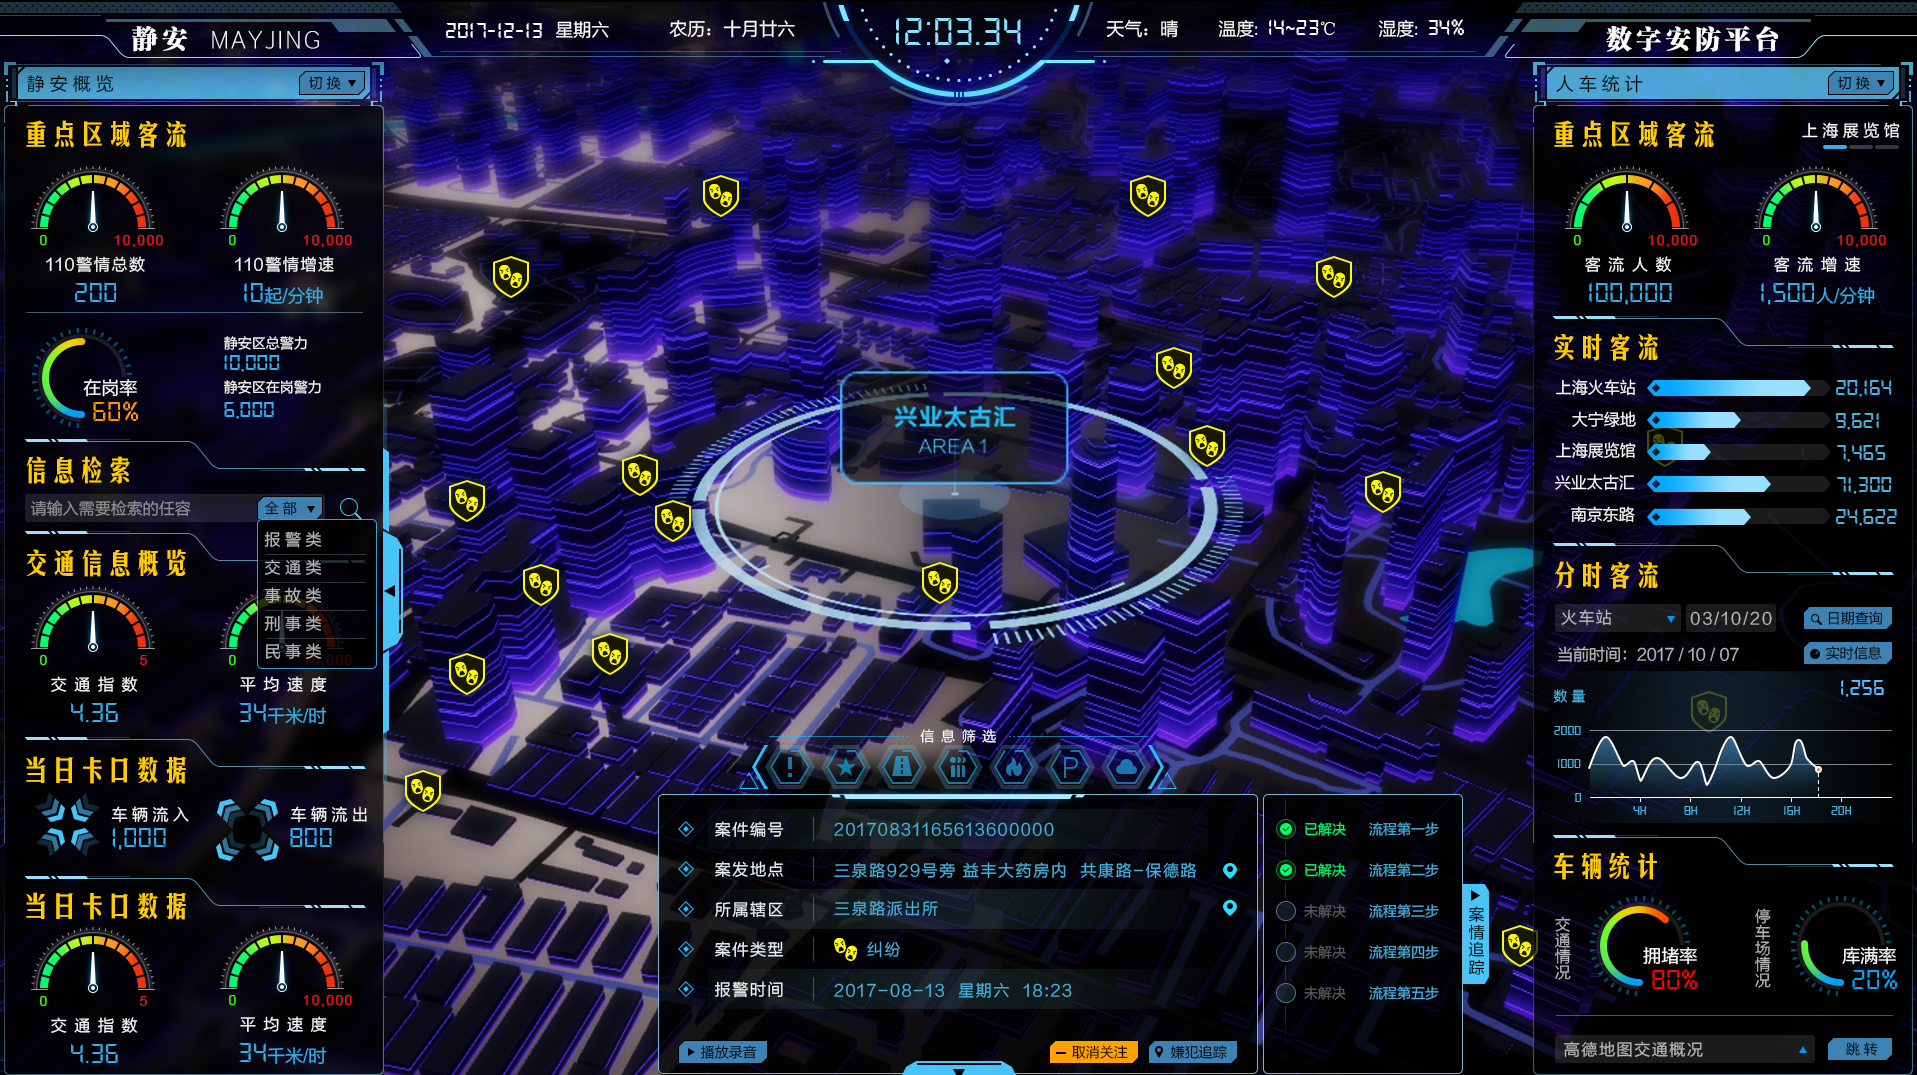 静安 MAYJING
2017-12-13 星期六
农历：十月廿六
12:03.34
天气：晴
温度: 14~23℃
湿度: 34%
数字安防平台
静安概览
切换 ▼
重点区域客流
0 10,000
0 10,000
110警情总数
110警情增速
200
10起/分钟
在岗率
60%
静安区总警力
10,000
静安区在岗警力
6,000
信息检索
请输入需要检索的任容
全部 ▼
报警类
交通类
事故类
刑事类
民事类
交通信息概览
0 5
0
交通指数
平均速度
4.36
34千米/时
当日卡口数据
车辆流入
1,000
车辆流出
800
当日卡口数据
0 5
0 10,000
交通指数
平均速度
4.36
34千米/时
兴业太古汇
AREA 1
信息筛选
P
案件编号
20170831165613600000
案发地点
三泉路929号旁 益丰大药房内 共康路-保德路
所属辖区
三泉路派出所
案件类型
纠纷
报警时间
2017-08-13 星期六 18:23
播放录音
取消关注
嫌犯追踪
已解决 流程第一步
已解决 流程第二步
未解决 流程第三步
未解决 流程第四步
未解决 流程第五步
案情追踪
人车统计
切换 ▼
重点区域客流
上海展览馆
0 10,000
0 10,000
客流人数
客流增速
100,000
1,500人/分钟
实时客流
上海火车站 20,164
大宁绿地 9,621
上海展览馆 7,465
兴业太古汇 71,300
南京东路 24,622
分时客流
火车站
03/10/20
日期查询
当前时间：2017 / 10 / 07
实时信息
数量
1,256
2000
1000
0
4H 8H 12H 16H 20H
车辆统计
交通情况
拥堵率
80%
停车场情况
库满率
20%
高德地图交通概况
跳转